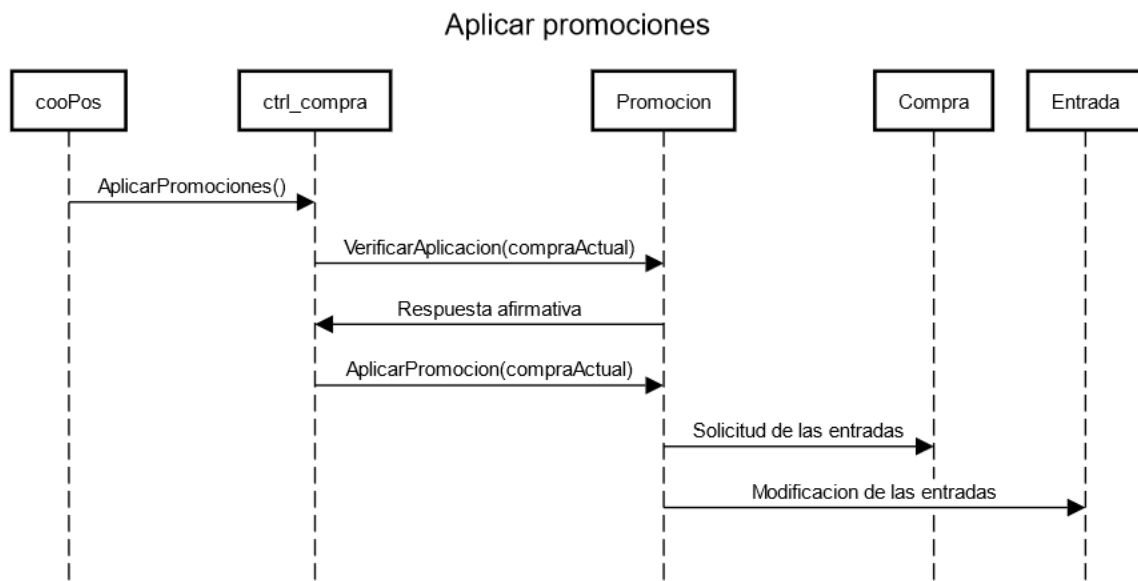 Aplicar promociones
cooPos
ctrl_compra
Promocion
Compra
Entrada
AplicarPromociones()
VerificarAplicacion(compraActual)
Respuesta afirmativa
AplicarPromocion(compraActual)
Solicitud de las entradas
Modificacion de las entradas